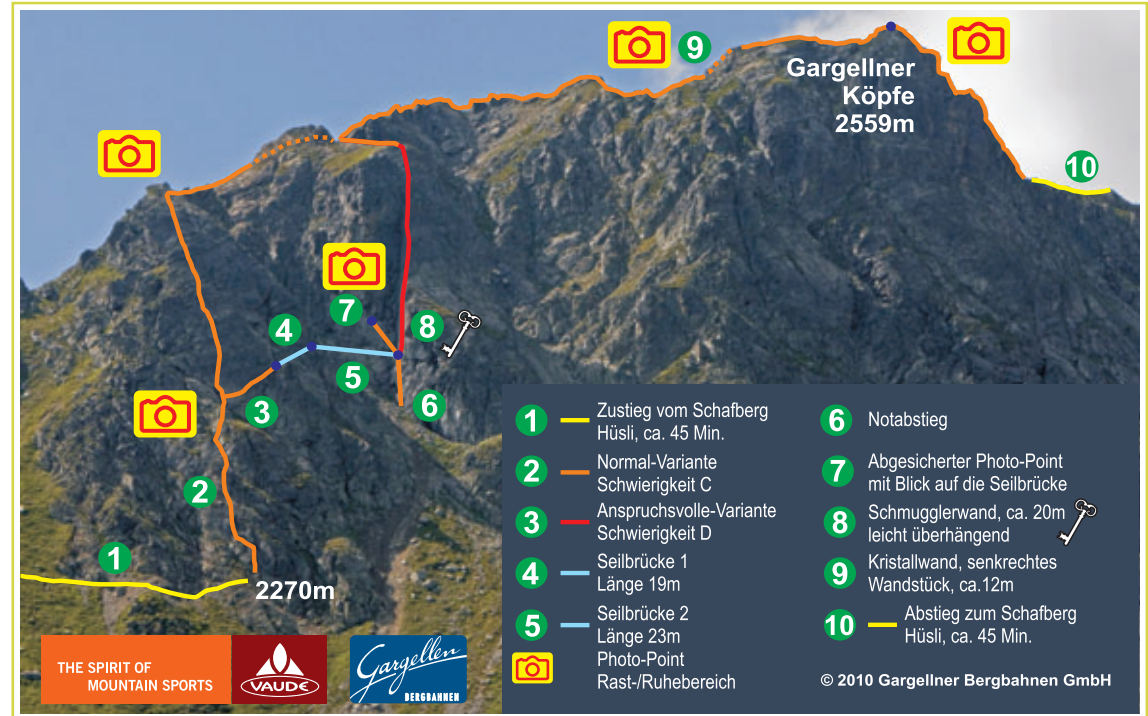 9
Gargellner
Köpfe
2559m
10
7
4
8
5
3
6
2
1
2270m
1 Zustieg vom Schafberg
Hüsli, ca. 45 Min.
2 Normal-Variante
Schwierigkeit C
3 Anspruchsvolle-Variante
Schwierigkeit D
4 Seilbrücke 1
Länge 19m
5 Seilbrücke 2
Länge 23m
Photo-Point
Rast-/Ruhebereich
6 Notabstieg
7 Abgesicherter Photo-Point
mit Blick auf die Seilbrücke
8 Schmugglerwand, ca. 20m
leicht überhängend
9 Kristallwand, senkrechtes
Wandstück, ca.12m
10 Abstieg zum Schafberg
Hüsli, ca. 45 Min.
© 2010 Gargellner Bergbahnen GmbH
THE SPIRIT OF
MOUNTAIN SPORTS
VAUDE
Gargellen
BERGBAHNEN